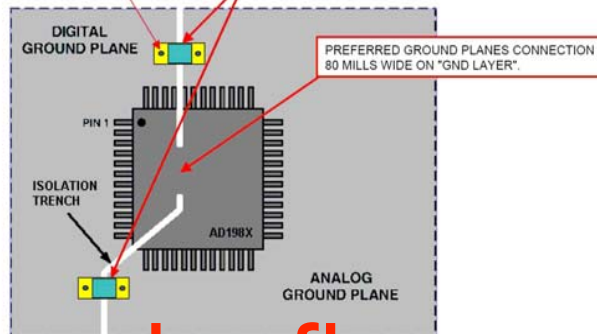 DIGITAL
GROUND PLANE
PREFERRED GROUND PLANES CONNECTION
80 MILLS WIDE ON "GND LAYER".
PIN 1
ISOLATION
TRENCH
AD198X
ANALOG
GROUND PLANE